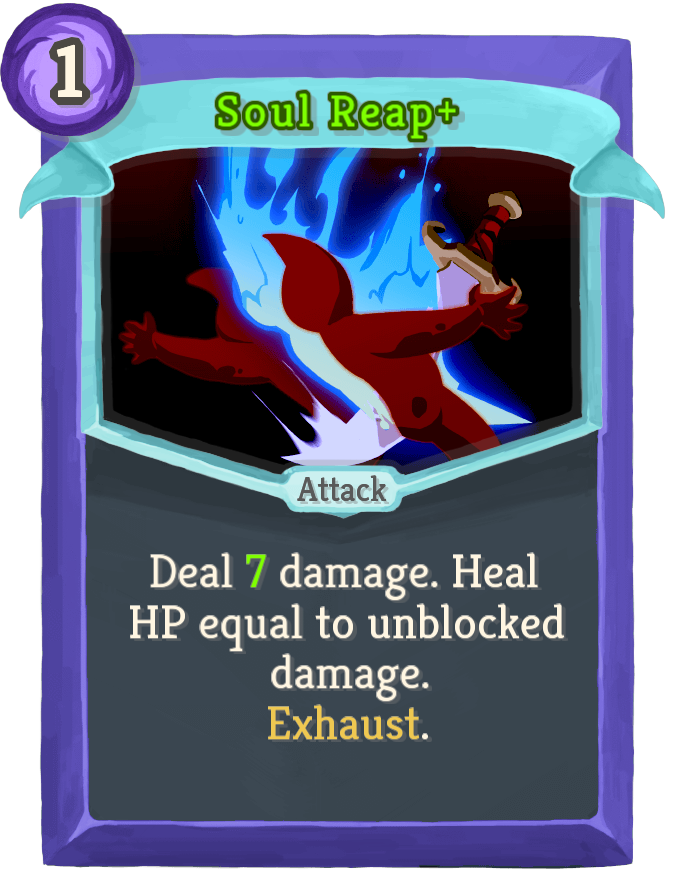 1
Soul Reap+
Attack
Deal 7 damage. Heal
HP equal to unblocked
damage.
Exhaust.